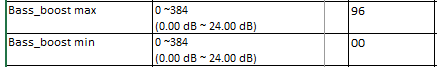 Bass_boost max 0 ~384 96
(0.00 dB ~ 24.00 dB)
Bass_boost min 0 ~384 00
(0.00 dB ~ 24.00 dB)